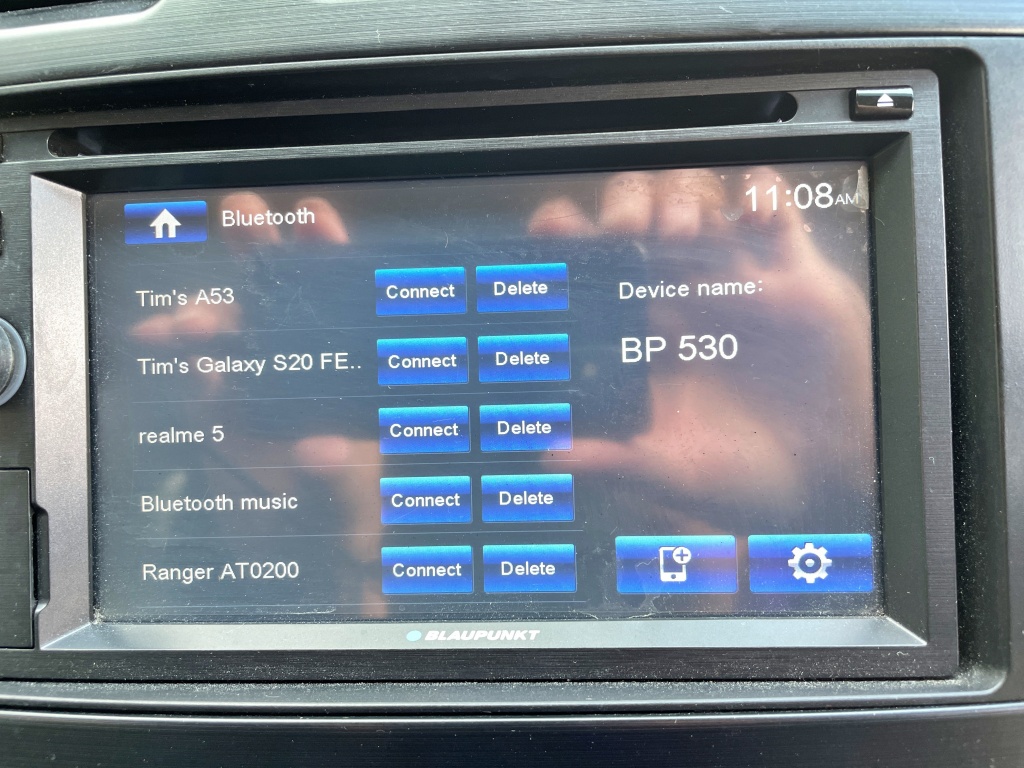 Bluetooth
11:08AM
Tim's A53 Connect Delete
Tim's Galaxy S20 FE.. Connect Delete
realme 5 Connect Delete
Bluetooth music Connect Delete
Ranger AT0200 Connect Delete
Device name:
BP 530
BLAUPUNKT